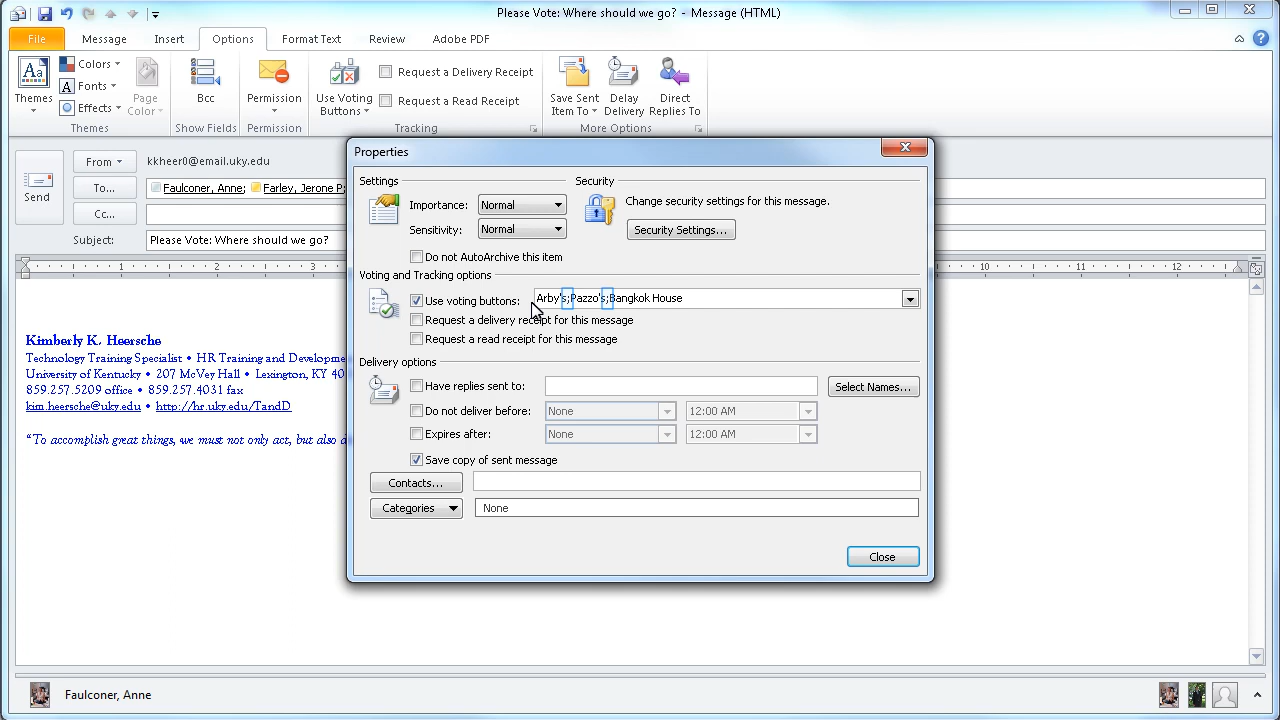 Please Vote: Where should we go? - Message (HTML)
File Message Insert Options Format Text Review Adobe PDF
Aa Themes
Colors
A Fonts
Effects
Page Color
Themes
Bcc
Show Fields
Permission
Permission
Use Voting Buttons
Request a Delivery Receipt
Request a Read Receipt
Tracking
Save Sent Item To
Delay Delivery
Direct Replies To
More Options
Send
From kkheer0@email.uky.edu
To... Faulconer, Anne; Farley, Jerome P
Cc...
Subject: Please Vote: Where should we go?
1 2 3 10 11 12
Properties
Settings
Importance: Normal
Sensitivity: Normal
Do not AutoArchive this item
Security
Change security settings for this message.
Security Settings...
Voting and Tracking options
Use voting buttons: Arby's;Pazzo's;Bangkok House
Request a delivery receipt for this message
Request a read receipt for this message
Delivery options
Have replies sent to: Select Names...
Do not deliver before: None 12:00 AM
Expires after: None 12:00 AM
Save copy of sent message
Contacts...
Categories None
Close
Kimberly K. Heersche
Technology Training Specialist • HR Training and Developme
University of Kentucky • 207 McVey Hall • Lexington, KY 40
859.257.5209 office • 859.257.4031 fax
kim.heersche@uky.edu • http://hr.uky.edu/TandD
"To accomplish great things, we must not only act, but also d
Faulconer, Anne